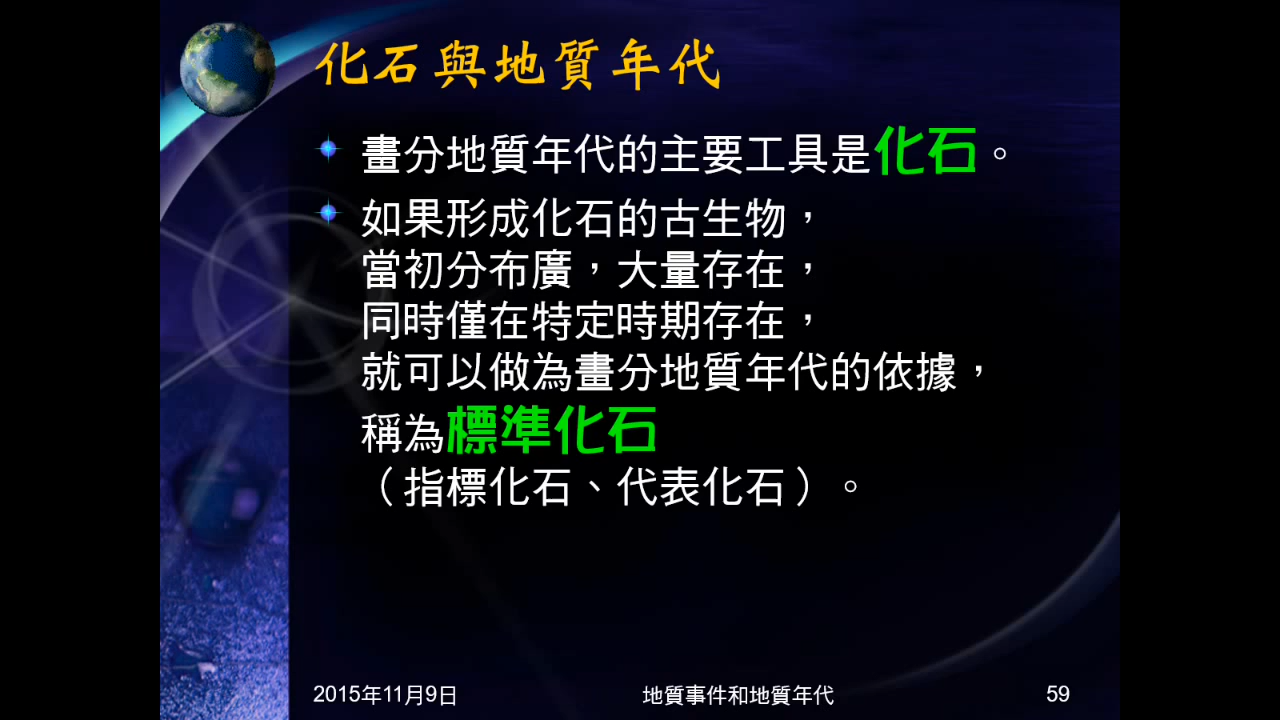 化石與地質年代
畫分地質年代的主要工具是化石。
如果形成化石的古生物，
當初分布廣，大量存在，
同時僅在特定時期存在，
就可以做為畫分地質年代的依據，
稱為標準化石
（指標化石、代表化石）。
2015年11月9日 地質事件和地質年代 59